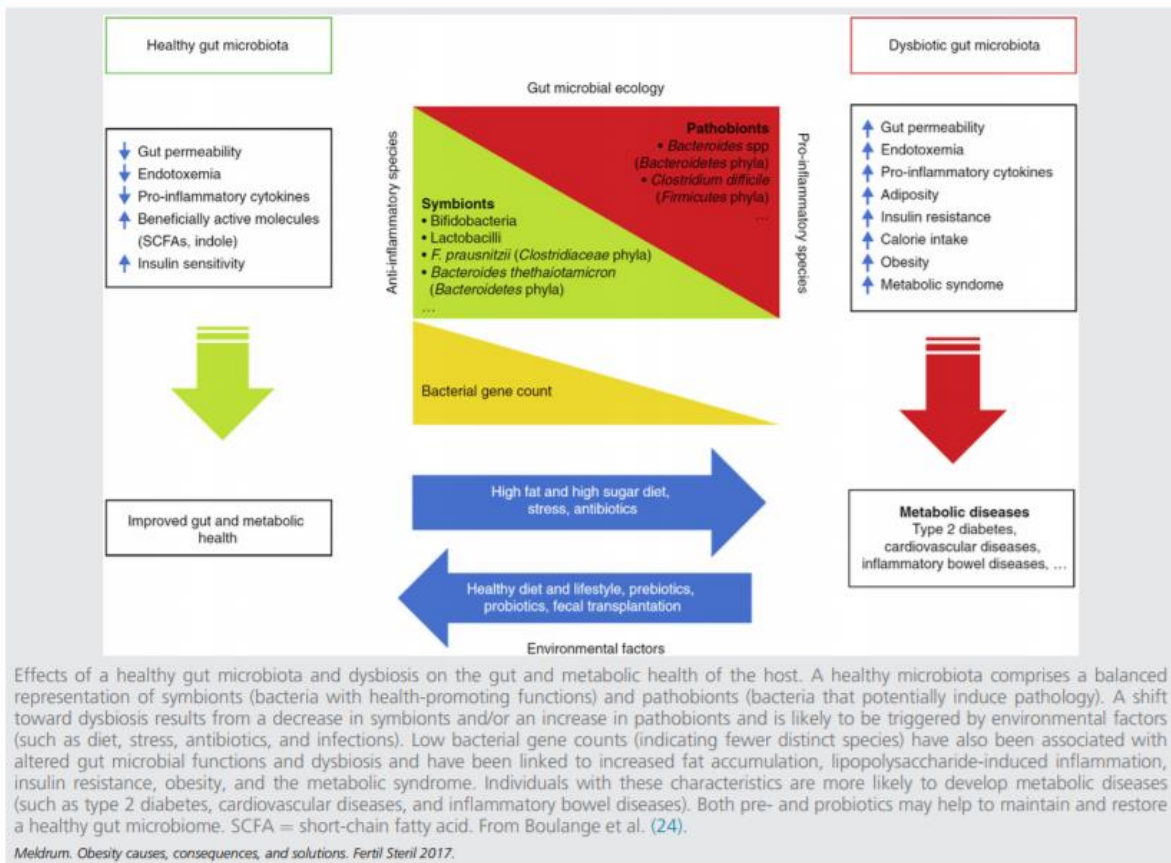 Healthy gut microbiota
Dysbiotic gut microbiota
Gut microbial ecology
Gut permeability
Endotoxemia
Pro-inflammatory cytokines
Beneficially active molecules
(SCFAs, indole)
Insulin sensitivity
Anti-inflammatory species
Pathobionts
• Bacteroides spp
(Bacteroidetes phyla)
• Clostridium difficile
(Firmicutes phyla)
...
Symbionts
• Bifidobacteria
• Lactobacilli
• F. prausnitzii (Clostridiaceae phyla)
• Bacteroides thethaiotamicron
(Bacteroidetes phyla)
...
Pro-inflammatory species
Gut permeability
Endotoxemia
Pro-inflammatory cytokines
Adiposity
Insulin resistance
Calorie intake
Obesity
Metabolic syndome
Bacterial gene count
High fat and high sugar diet,
stress, antibiotics
Improved gut and metabolic
health
Metabolic diseases
Type 2 diabetes,
cardiovascular diseases,
inflammatory bowel diseases, ...
Healthy diet and lifestyle, prebiotics,
probiotics, fecal transplantation
Environmental factors
Effects of a healthy gut microbiota and dysbiosis on the gut and metabolic health of the host. A healthy microbiota comprises a balanced
representation of symbionts (bacteria with health-promoting functions) and pathobionts (bacteria that potentially induce pathology). A shift
toward dysbiosis results from a decrease in symbionts and/or an increase in pathobionts and is likely to be triggered by environmental factors
(such as diet, stress, antibiotics, and infections). Low bacterial gene counts (indicating fewer distinct species) have also been associated with
altered gut microbial functions and dysbiosis and have been linked to increased fat accumulation, lipopolysaccharide-induced inflammation,
insulin resistance, obesity, and the metabolic syndrome. Individuals with these characteristics are more likely to develop metabolic diseases
(such as type 2 diabetes, cardiovascular diseases, and inflammatory bowel diseases). Both pre- and probiotics may help to maintain and restore
a healthy gut microbiome. SCFA = short-chain fatty acid. From Boulange et al. (24).
Meldrum. Obesity causes, consequences, and solutions. Fertil Steril 2017.